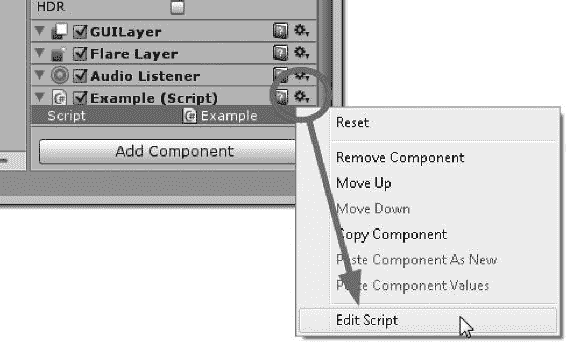 HDR
GUILayer
Flare Layer
Audio Listener
Example (Script)
Script Example
Add Component
Reset
Remove Component
Move Up
Move Down
Copy Component
Paste Component As New
Paste Component Values
Edit Script